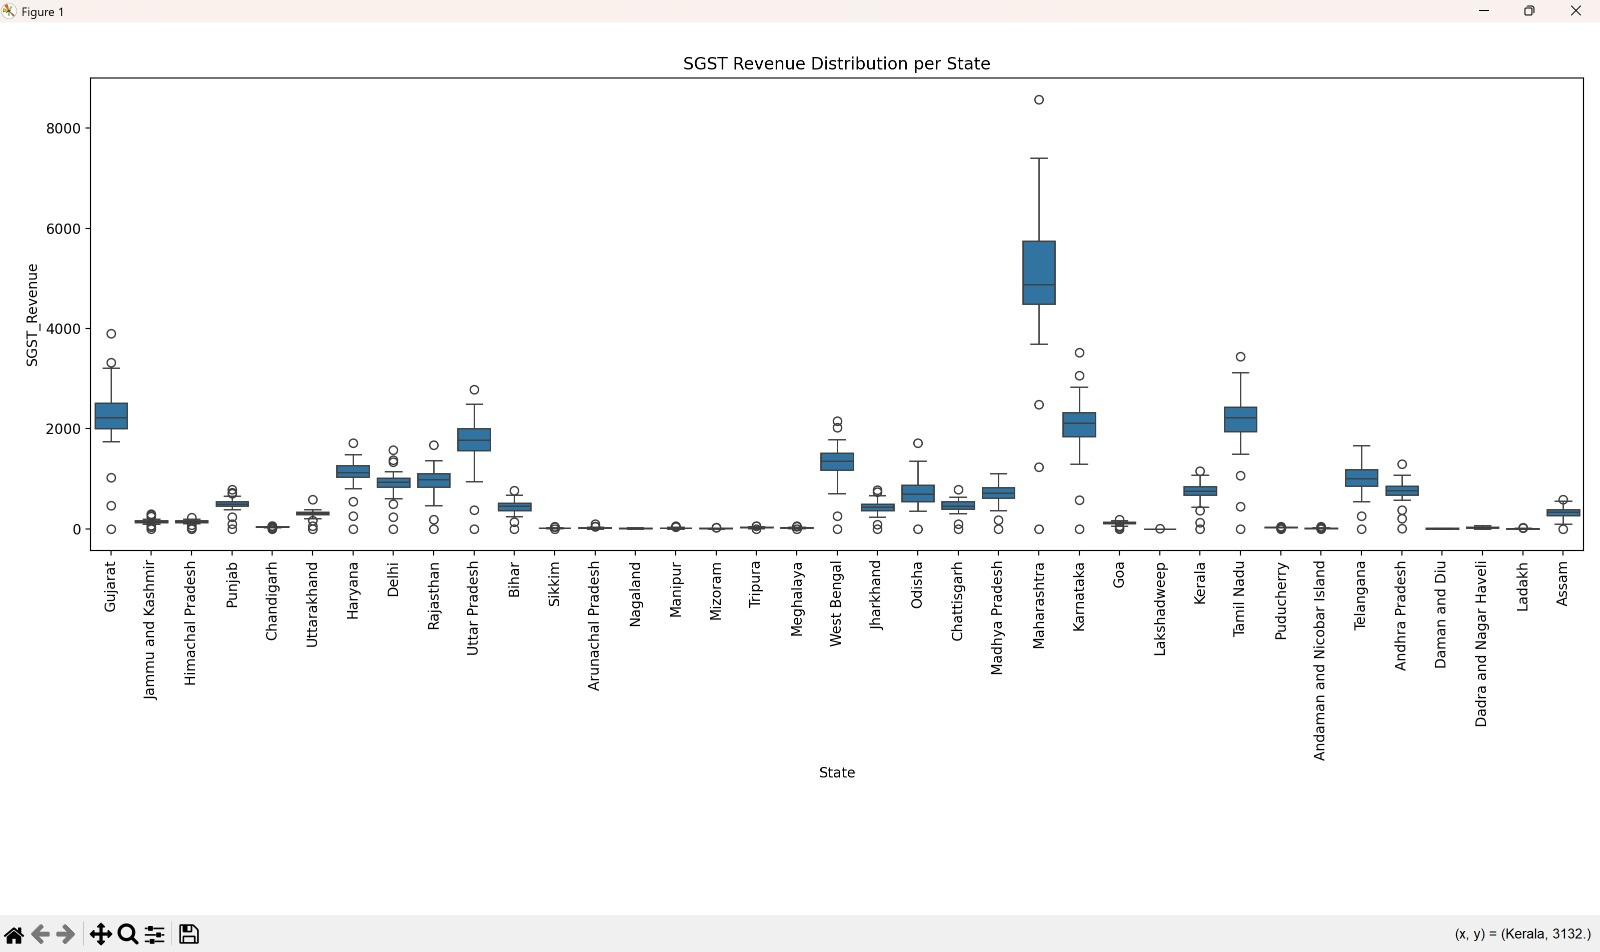 Figure 1
SGST Revenue Distribution per State
SGST_Revenue
8000
6000
4000
2000
0
Gujarat
Jammu and Kashmir
Himachal Pradesh
Punjab
Chandigarh
Uttarakhand
Haryana
Delhi
Rajasthan
Uttar Pradesh
Bihar
Sikkim
Arunachal Pradesh
Nagaland
Manipur
Mizoram
Tripura
Meghalaya
West Bengal
Jharkhand
Odisha
Chattisgarh
Madhya Pradesh
Maharashtra
Karnataka
Goa
Lakshadweep
Kerala
Tamil Nadu
Puducherry
Andaman and Nicobar Island
Telangana
Andhra Pradesh
Daman and Diu
Dadra and Nagar Haveli
Ladakh
Assam
State
(x, y) = (Kerala, 3132.)